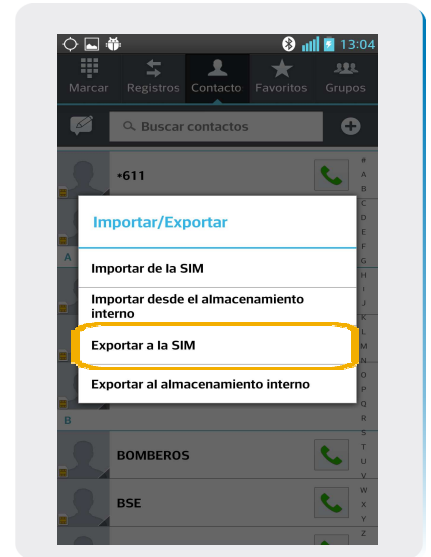 13:04
Marcar Registros Contacto Favoritos Grupos
Buscar contactos
*611
#
A
B
C
D
E
F
G
H
I
J
K
L
M
N
O
P
Q
R
S
T
U
V
W
X
Y
Z
Importar/Exportar
Importar de la SIM
Importar desde el almacenamiento
interno
Exportar a la SIM
Exportar al almacenamiento interno
A
B
BOMBEROS
BSE